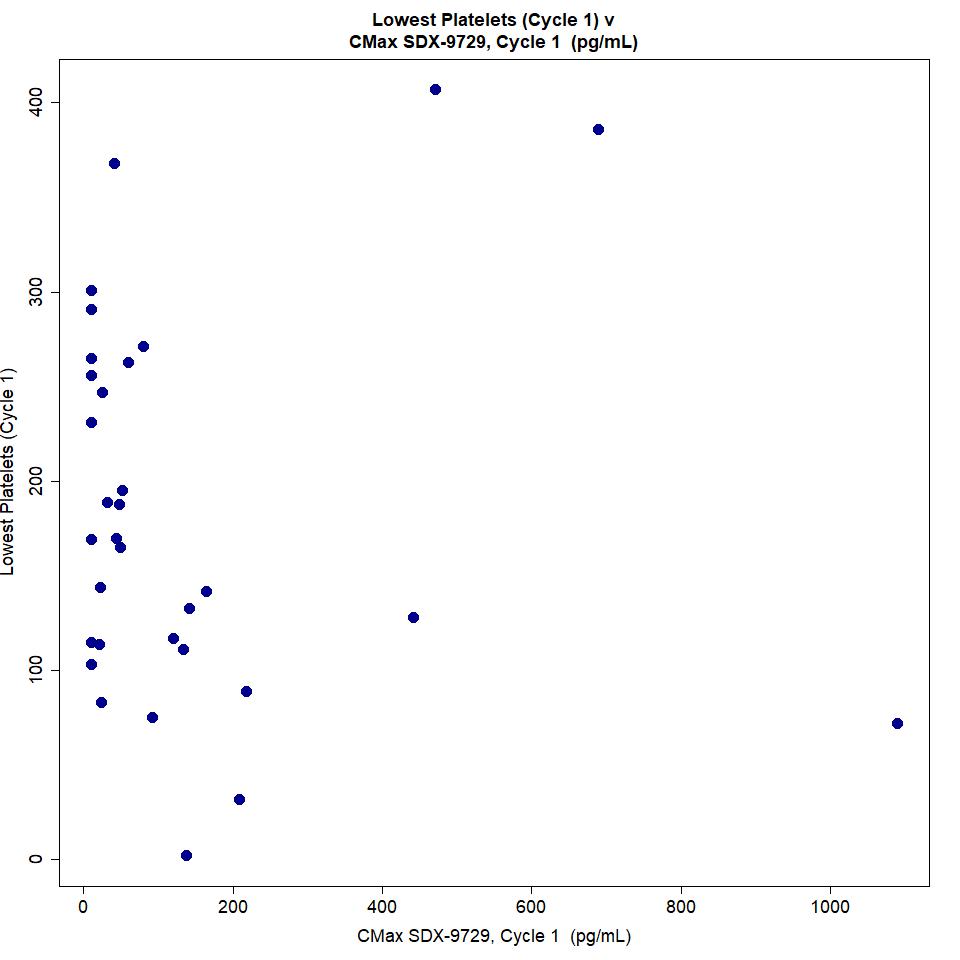 Lowest Platelets (Cycle 1) v
CMax SDX-9729, Cycle 1  (pg/mL)
400
300
200
100
0
Lowest Platelets (Cycle 1)
0 200 400 600 800 1000
CMax SDX-9729, Cycle 1  (pg/mL)